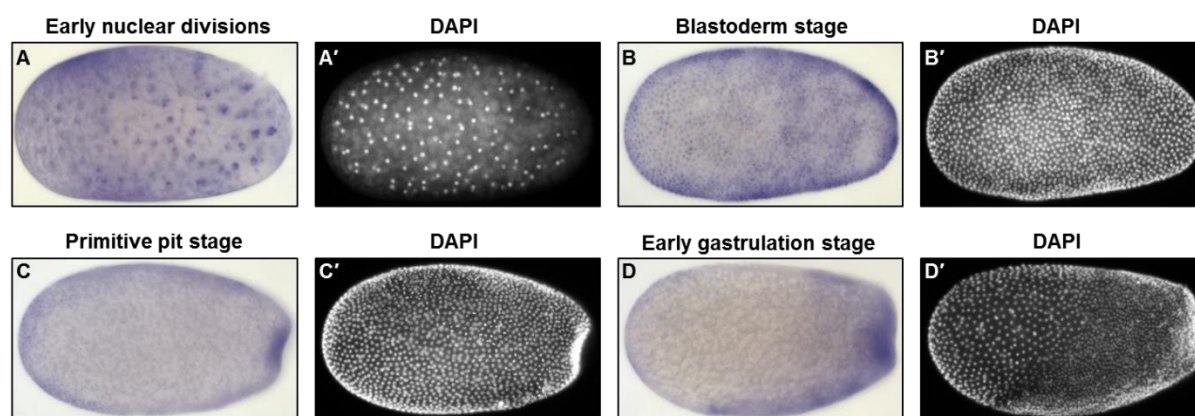 Early nuclear divisions DAPI Blastoderm stage DAPI
A A′ B B′
Primitive pit stage DAPI Early gastrulation stage DAPI
C C′ D D′